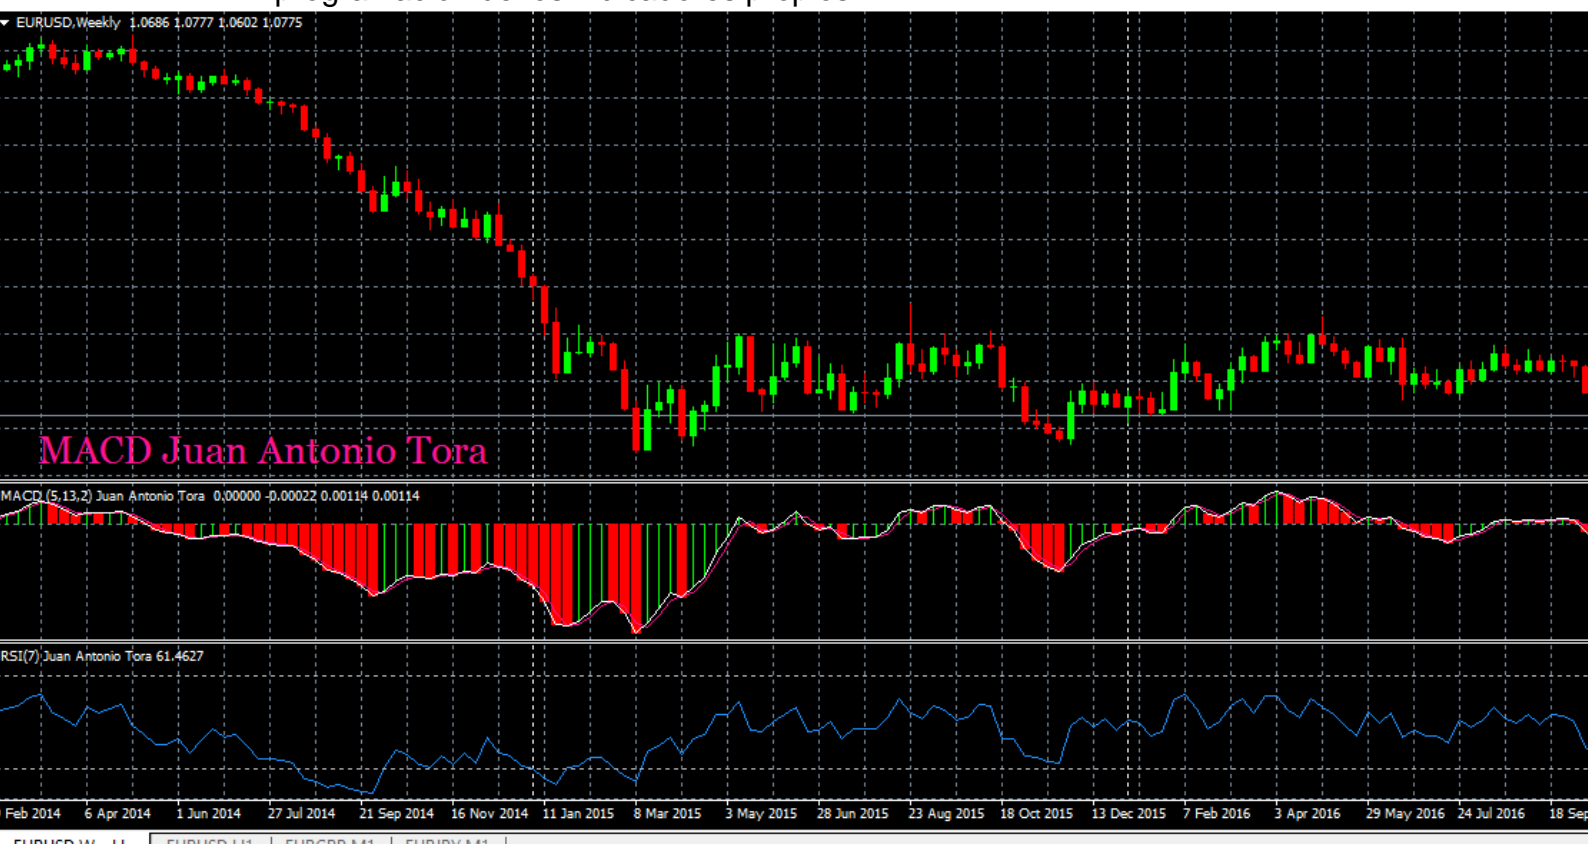 EURUSD,Weekly 1.0686 1.0777 1.0602 1.0775
MACD Juan Antonio Tora
MACD (5,13,2) Juan Antonio Tora 0.00000 -0.00022 0.00114 0.00114
RSI(7) Juan Antonio Tora 61.4627
Feb 2014 6 Apr 2014 1 Jun 2014 27 Jul 2014 21 Sep 2014 16 Nov 2014 11 Jan 2015 8 Mar 2015 3 May 2015 28 Jun 2015 23 Aug 2015 18 Oct 2015 13 Dec 2015 7 Feb 2016 3 Apr 2016 29 May 2016 24 Jul 2016 18 Sep